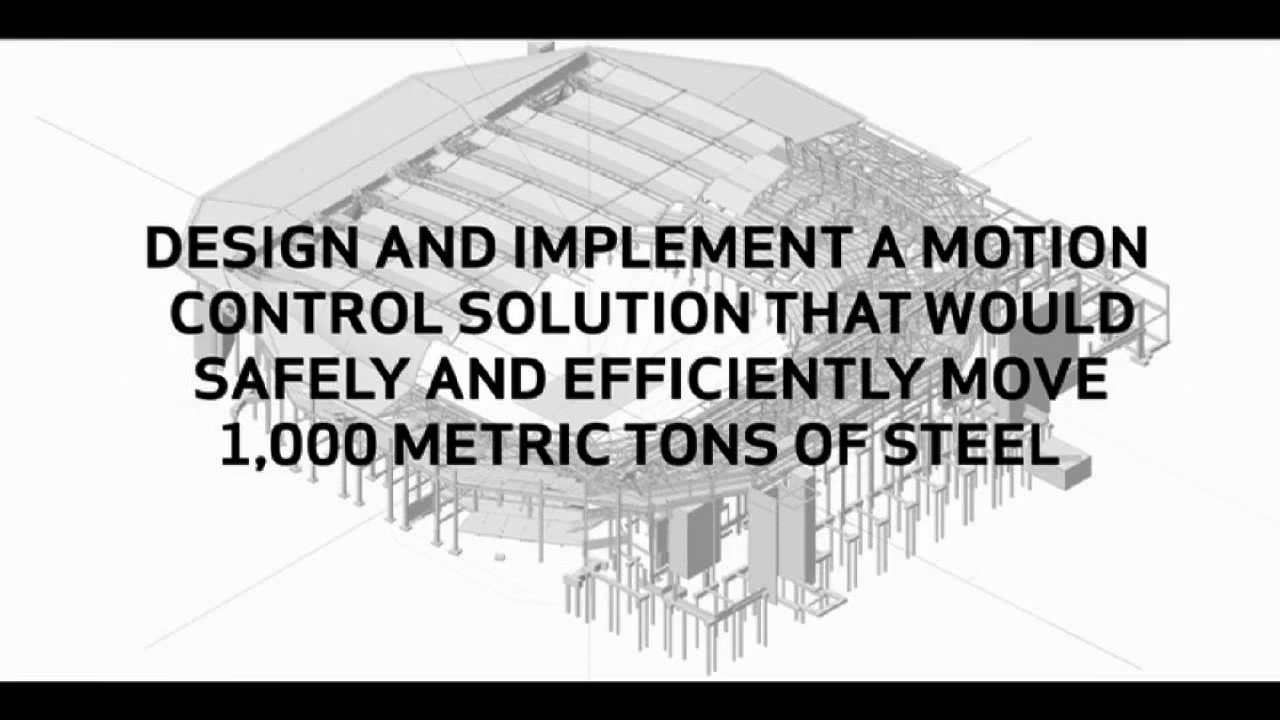 DESIGN AND IMPLEMENT A MOTION
CONTROL SOLUTION THAT WOULD
SAFELY AND EFFICIENTLY MOVE
1,000 METRIC TONS OF STEEL